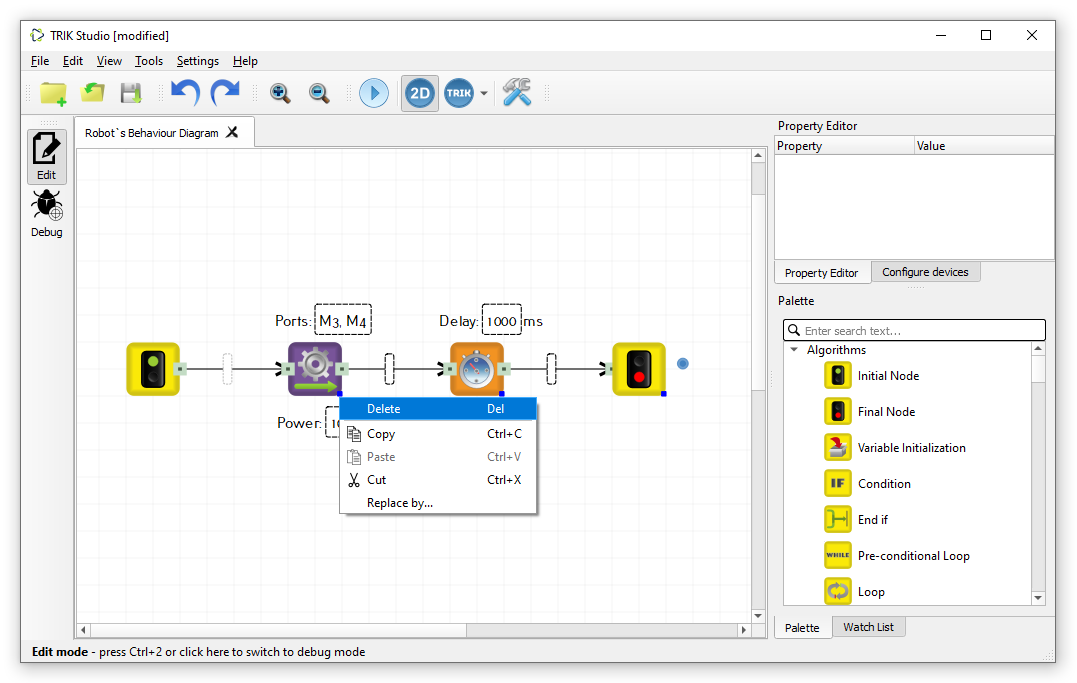 TRIK Studio [modified]
File Edit View Tools Settings Help
2D TRIK
Edit
Debug
Robot`s Behaviour Diagram
Ports: M3, M4
Delay: 1000 ms
Power:
Delete Del
Copy Ctrl+C
Paste Ctrl+V
Cut Ctrl+X
Replace by...
Property Editor
Property Value
Property Editor Configure devices
Palette
Enter search text...
Algorithms
Initial Node
Final Node
Variable Initialization
IF Condition
End if
WHILE Pre-conditional Loop
Loop
Palette Watch List
Edit mode - press Ctrl+2 or click here to switch to debug mode